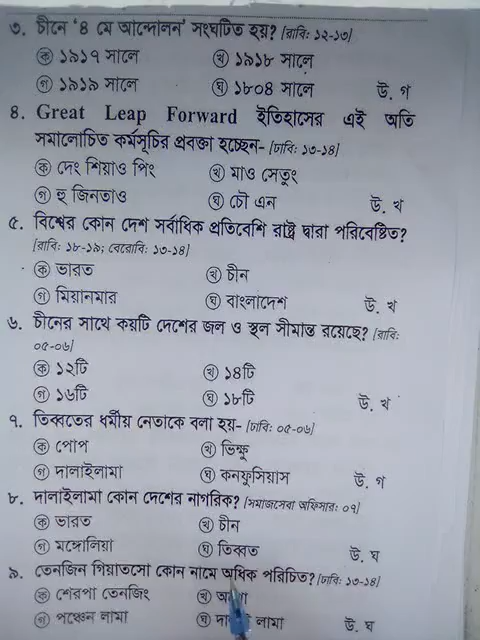 ৩. চীনে ‘৪ মে আন্দোলন’ সংঘটিত হয়? [রাবি: ১২-১৩]
ক ১৯১৭ সালে খ ১৯১৮ সালে
গ ১৯১৯ সালে ঘ ১৮০৪ সালে উ. গ
৪. Great Leap Forward ইতিহাসের এই অতি
সমালোচিত কর্মসূচির প্রবক্তা হচ্ছেন- [ঢাবি: ১৩-১৪]
ক দেং শিয়াও পিং খ মাও সেতুং
গ হু জিনতাও ঘ চৌ এন উ. খ
৫. বিশ্বের কোন দেশ সর্বাধিক প্রতিবেশি রাষ্ট্র দ্বারা পরিবেষ্টিত?
[রাবি: ১৮-১৯; বেরোবি: ১৩-১৪]
ক ভারত খ চীন
গ মিয়ানমার ঘ বাংলাদেশ উ. খ
৬. চীনের সাথে কয়টি দেশের জল ও স্থল সীমান্ত রয়েছে? [রাবি:
০৫-০৬]
ক ১২টি খ ১৪টি
গ ১৬টি ঘ ১৮টি উ. খ
৭. তিব্বতের ধর্মীয় নেতাকে বলা হয়- [ঢাবি: ০৫-০৬]
ক পোপ খ ভিক্ষু
গ দালাইলামা ঘ কনফুসিয়াস উ. গ
৮. দালাইলামা কোন দেশের নাগরিক? [সমাজসেবা অফিসার: ০৭]
ক ভারত খ চীন
গ মঙ্গোলিয়া ঘ তিব্বত উ. ঘ
৯. তেনজিন গিয়াতসো কোন নামে অধিক পরিচিত? [ঢাবি: ১৩-১৪]
ক শেরপা তেনজিং খ
গ পঞ্চেন লামা ঘ লামা উ. ঘ